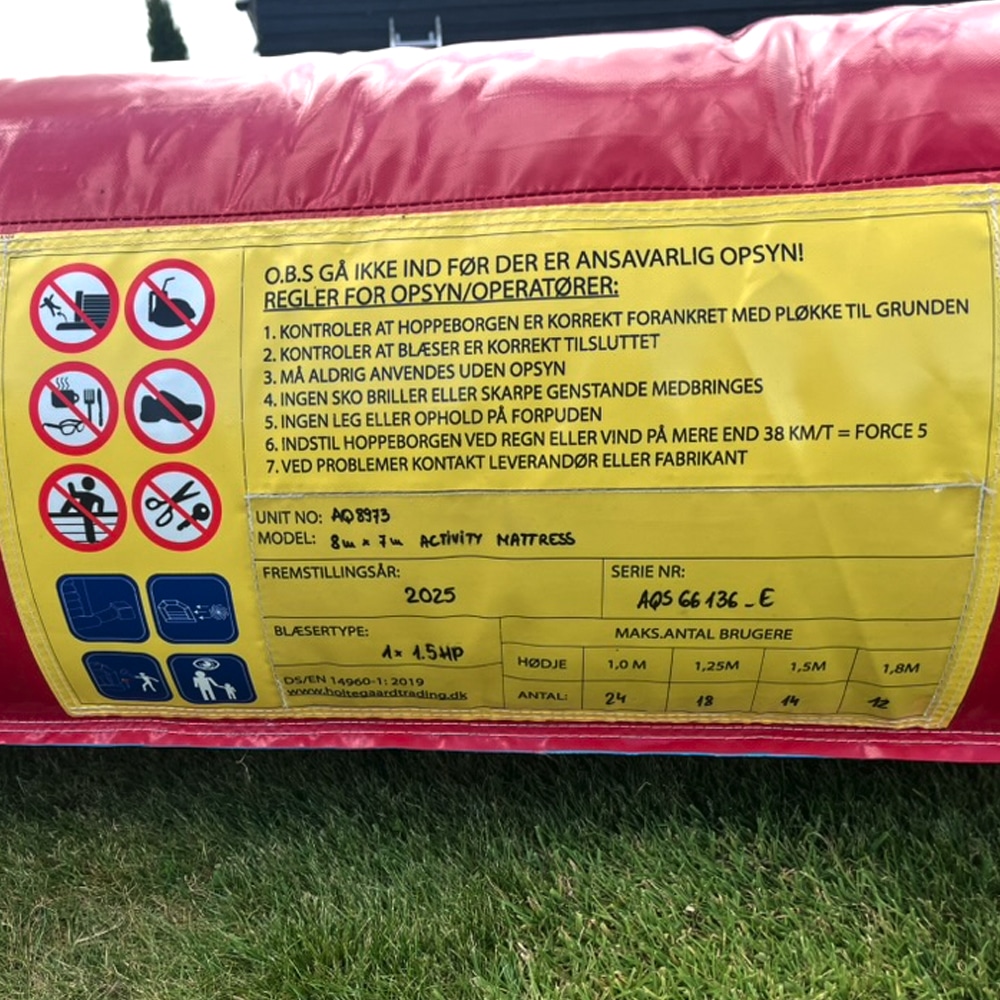 O.B.S GÅ IKKE IND FØR DER ER ANSAVARLIG OPSYN!
REGLER FOR OPSYN/OPERATØRER:
1. KONTROLER AT HOPPEBORGEN ER KORREKT FORANKRET MED PLØKKE TIL GRUNDEN
2. KONTROLER AT BLÆSER ER KORREKT TILSLUTTET
3. MÅ ALDRIG ANVENDES UDEN OPSYN
4. INGEN SKO BRILLER ELLER SKARPE GENSTANDE MEDBRINGES
5. INGEN LEG ELLER OPHOLD PÅ FORPUDEN
6. INDSTIL HOPPEBORGEN VED REGN ELLER VIND PÅ MERE END 38 KM/T = FORCE 5
7. VED PROBLEMER KONTAKT LEVERANDØR ELLER FABRIKANT
UNIT NO: AQ8973
MODEL: 8m x 7m ACTIVITY MATTRESS
FREMSTILLINGSÅR: SERIE NR:
2025 AQS 66136-E
BLÆSERTYPE: MAKS.ANTAL BRUGERE
1x 1.5HP
HØDJE 1,0 M 1,25M 1,5M 1,8M
DS/EN 14960-1: 2019
www.holtegaardtrading.dk
ANTAL: 24 18 14 12